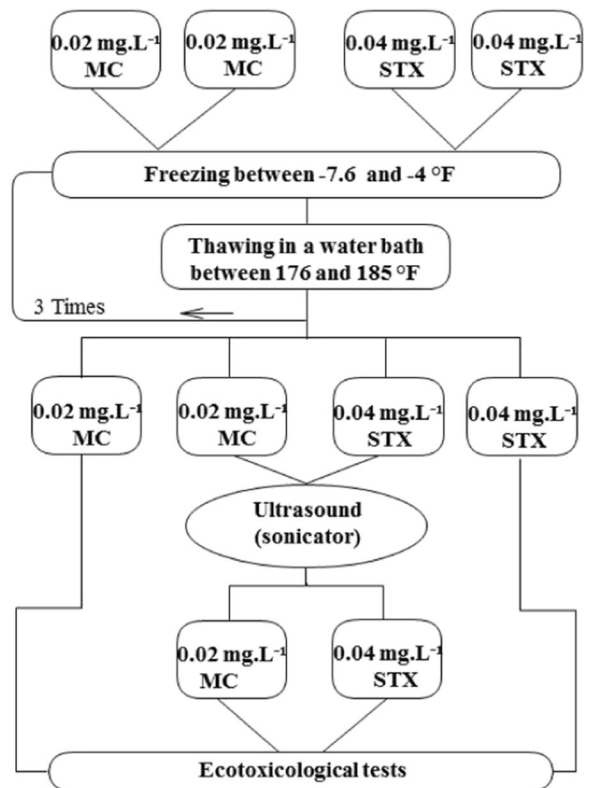 0.02 mg.L⁻¹
MC
0.02 mg.L⁻¹
MC
0.04 mg.L⁻¹
STX
0.04 mg.L⁻¹
STX
Freezing between -7.6 and -4 °F
Thawing in a water bath
between 176 and 185 °F
3 Times
0.02 mg.L⁻¹
MC
0.02 mg.L⁻¹
MC
0.04 mg.L⁻¹
STX
0.04 mg.L⁻¹
STX
Ultrasound
(sonicator)
0.02 mg.L⁻¹
MC
0.04 mg.L⁻¹
STX
Ecotoxicological tests